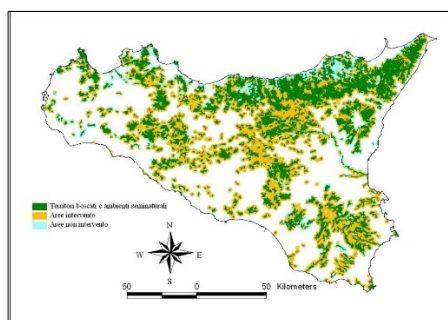 Territori boscati e ambienti seminaturali
Aree intervento
Aree non intervento
N
W E
S
50 0 50 Kilometers